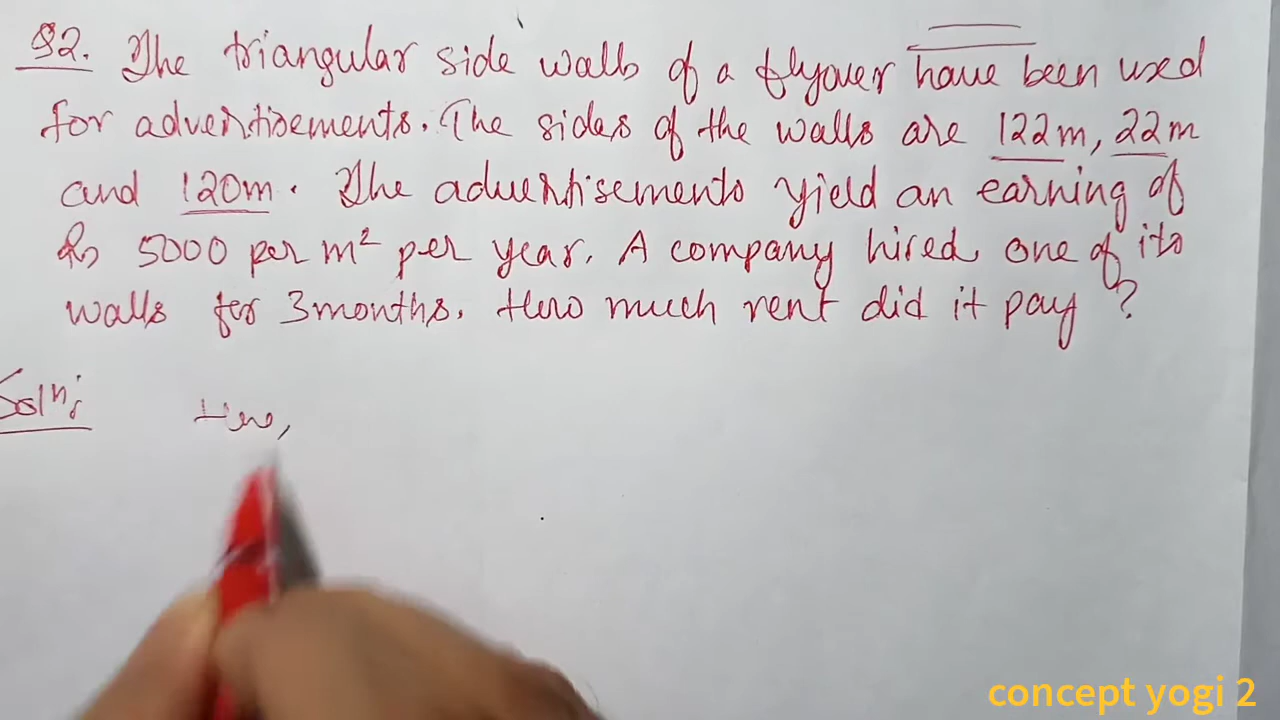 Q2. The triangular side walls of a flyover have been used
for advertisements. The sides of the walls are 122m, 22m
and 120m. The advertisements yield an earning of
Rs 5000 per m² per year. A company hired one of its
walls for 3 months. How much rent did it pay?
Solⁿ: Here,
concept yogi 2